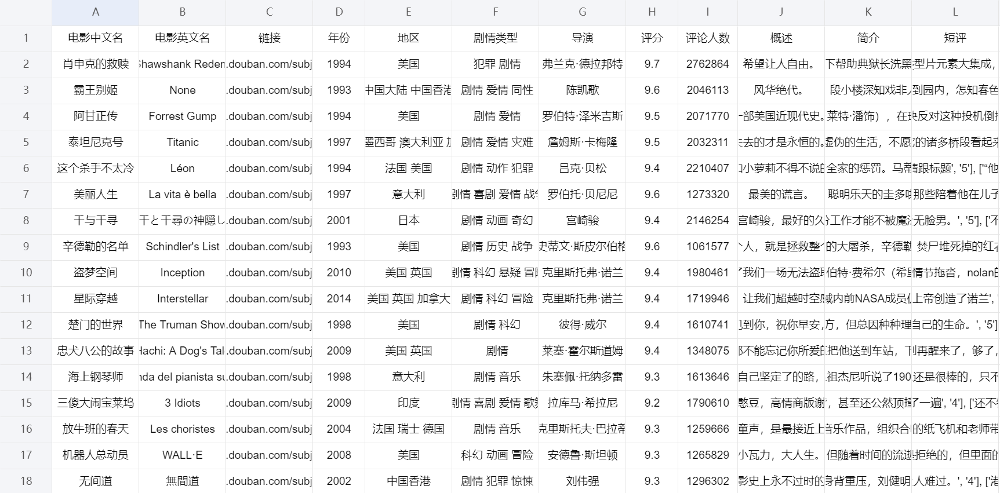 A B C D E F G H I J K L
1 电影中文名 电影英文名 链接 年份 地区 剧情类型 导演 评分 评论人数 概述 简介 短评
2 肖申克的救赎 Shawshank Reden .douban.com/subj 1994 美国 犯罪 剧情 弗兰克·德拉邦特 9.7 2762864 希望让人自由。 下帮助典狱长洗黑 型片元素大集成，
3 霸王别姬 None .douban.com/subj 1993 中国大陆 中国香港 剧情 爱情 同性 陈凯歌 9.6 2046113 风华绝代。 段小楼深知戏非人 到园内，怎知春色
4 阿甘正传 Forrest Gump .douban.com/subj 1994 美国 剧情 爱情 罗伯特·泽米吉斯 9.5 2071770 一部美国近现代史。 莱特·潘饰），在 反对这种投机倒
5 泰坦尼克号 Titanic .douban.com/subj 1997 墨西哥 澳大利亚 加 剧情 爱情 灾难 詹姆斯·卡梅隆 9.5 2032311 失去的才是永恒的。 虚伪的生活，不愿 的诸多桥段看起来
6 这个杀手不太冷 Léon .douban.com/subj 1994 法国 美国 剧情 动作 犯罪 吕克·贝松 9.4 2210407 小萝莉不得不说的 全家的惩罚。马蒂 跟标题', '5'], ['“他
7 美丽人生 La vita è bella .douban.com/subj 1997 意大利 剧情 喜剧 爱情 战争 罗伯托·贝尼尼 9.6 1273320 最美的谎言。 聪明乐天的圭多 那些陪着他在儿子
8 千与千寻 千と千尋の神隠し .douban.com/subj 2001 日本 剧情 动画 奇幻 宫崎骏 9.4 2146254 宫崎骏，最好的久 份工作才能不被魔法 无脸男。', '5'], ['不
9 辛德勒的名单 Schindler's List .douban.com/subj 1993 美国 剧情 历史 战争 史蒂文·斯皮尔伯格 9.6 1061577 个人，就是拯救整个 的大屠杀，辛德勒 焚尸堆死掉的红衣
10 盗梦空间 Inception .douban.com/subj 2010 美国 英国 剧情 科幻 悬疑 冒险 克里斯托弗·诺兰 9.4 1980461 了我们一场无法盗取 伯特·费希尔（希里 情节拖沓，nolan的
11 星际穿越 Interstellar .douban.com/subj 2014 美国 英国 加拿大 剧情 科幻 冒险 克里斯托弗·诺兰 9.4 1719946 让我们超越时空感 域内前NASA成员仅 上帝创造了诺兰',
12 楚门的世界 The Truman Show .douban.com/subj 1998 美国 剧情 科幻 彼得·威尔 9.4 1610741 见到你，祝你早安， 方，但总因种种理 自己的生命。', '5']
13 忠犬八公的故事 Hachi: A Dog's Tal .douban.com/subj 2009 美国 英国 剧情 莱塞·霍尔斯道姆 9.4 1348075 都不能忘记你所爱的 把他送到车站，下 再醒来了，够了，
14 海上钢琴师 nda del pianista su .douban.com/subj 1998 意大利 剧情 音乐 朱塞佩·托纳多雷 9.3 1613646 自己坚定了的路， 祖杰尼听说了190 还是很棒的，只不
15 三傻大闹宝莱坞 3 Idiots .douban.com/subj 2009 印度 剧情 喜剧 爱情 歌舞 拉库马·希拉尼 9.2 1790610 憨豆，高情商版谢 ，甚至还公然顶撞 了一遍', '4'], ['还不
16 放牛班的春天 Les choristes .douban.com/subj 2004 法国 瑞士 德国 剧情 音乐 克里斯托夫·巴拉蒂 9.3 1259666 童声，是最接近上 音乐作品，组织合 的纸飞机和老师带
17 机器人总动员 WALL·E .douban.com/subj 2008 美国 科幻 动画 冒险 安德鲁·斯坦顿 9.3 1265829 小瓦力，大人生。 但随着时间的流逝 拒绝的，但里面的
18 无间道 無間道 .douban.com/subj 2002 中国香港 剧情 犯罪 惊悚 刘伟强 9.3 1296302 影史上永不过时的 身背重压，刘健明 人难过。', '4'], ['港